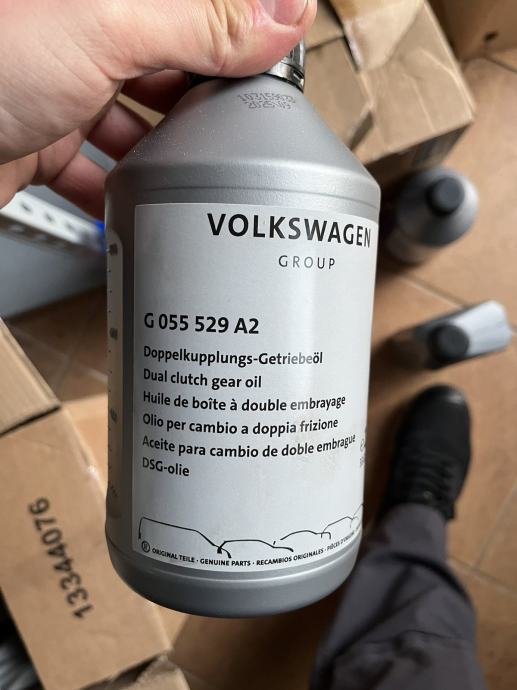 VOLKSWAGEN
GROUP
G 055 529 A2
Doppelkupplungs-Getriebeöl
Dual clutch gear oil
Huile de boîte à double embrayage
Olio per cambio a doppia frizione
Aceite para cambio de doble embrague
DSG-olie
® ORIGINAL TEILE · GENUINE PARTS · RECAMBIOS ORIGINALES · PIÈCES
13344076